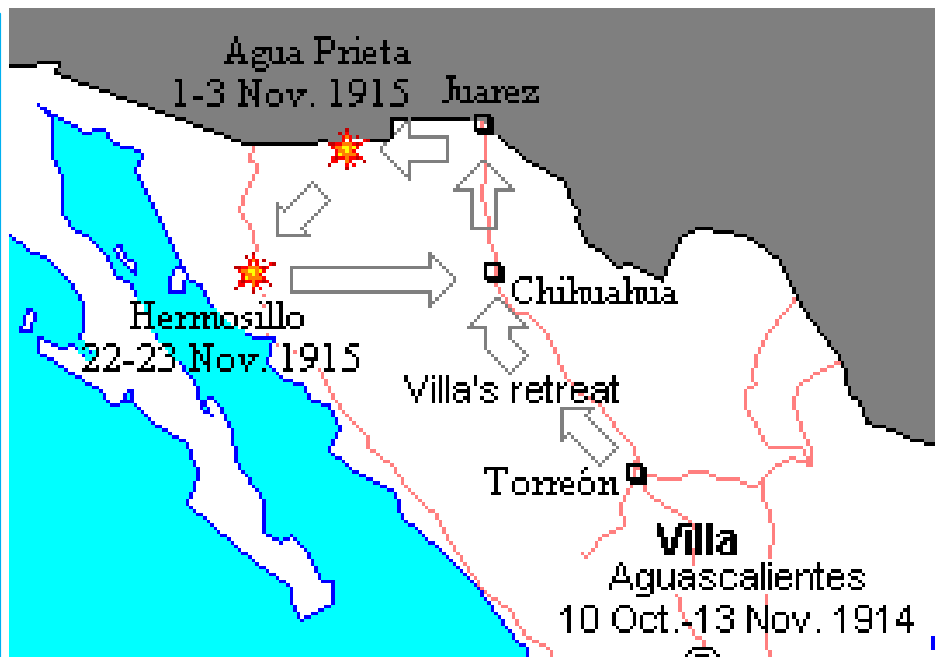 Agua Prieta
1-3 Nov. 1915
Juarez
Chihuahua
Hermosillo
22-23 Nov. 1915
Villa's retreat
Torreón
Villa
Aguascalientes
10 Oct.-13 Nov. 1914